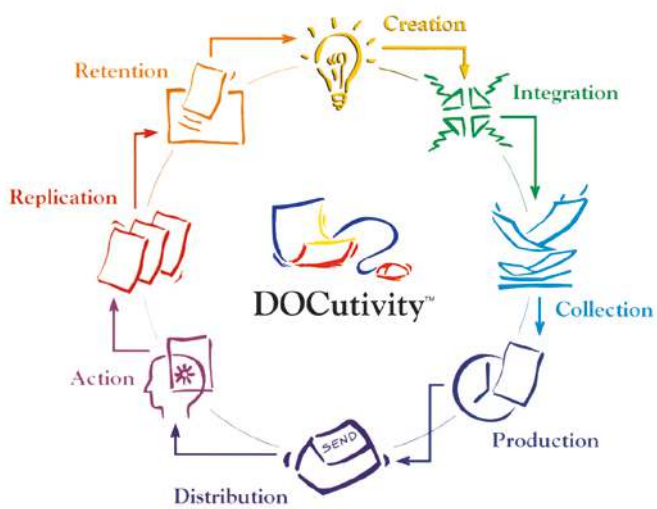 Creation
Integration
Collection
Production
SEND
Distribution
Action
Replication
Retention
DOCutivity™